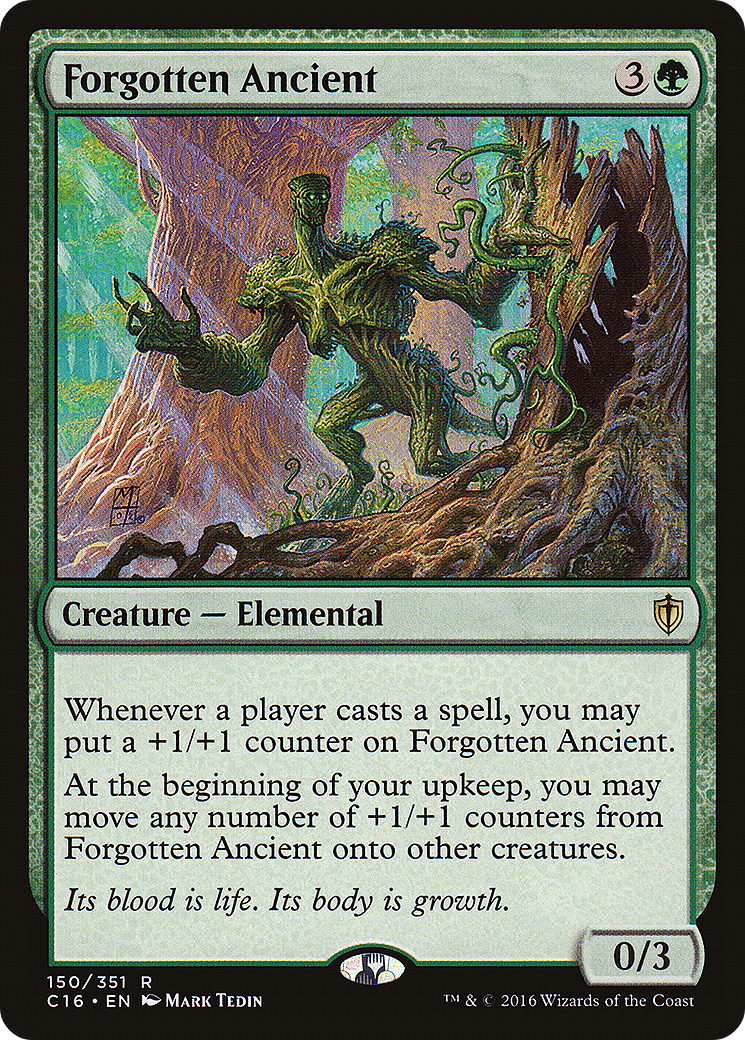 Forgotten Ancient 3
Creature — Elemental
Whenever a player casts a spell, you may
put a +1/+1 counter on Forgotten Ancient.
At the beginning of your upkeep, you may
move any number of +1/+1 counters from
Forgotten Ancient onto other creatures.
Its blood is life. Its body is growth.
0/3
150/351 R
C16 • EN Mark Tedin ™ & © 2016 Wizards of the Coast